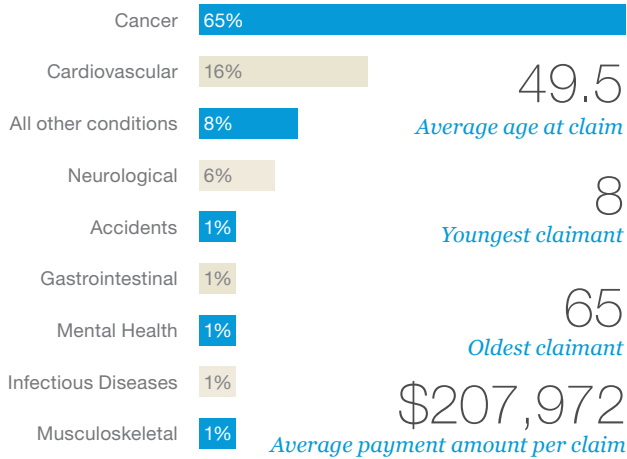 Cancer 65%
Cardiovascular 16%
49.5
All other conditions 8%
Average age at claim
Neurological 6%
8
Accidents 1%
Youngest claimant
Gastrointestinal 1%
65
Mental Health 1%
Oldest claimant
Infectious Diseases 1%
$207,972
Musculoskeletal 1%
Average payment amount per claim